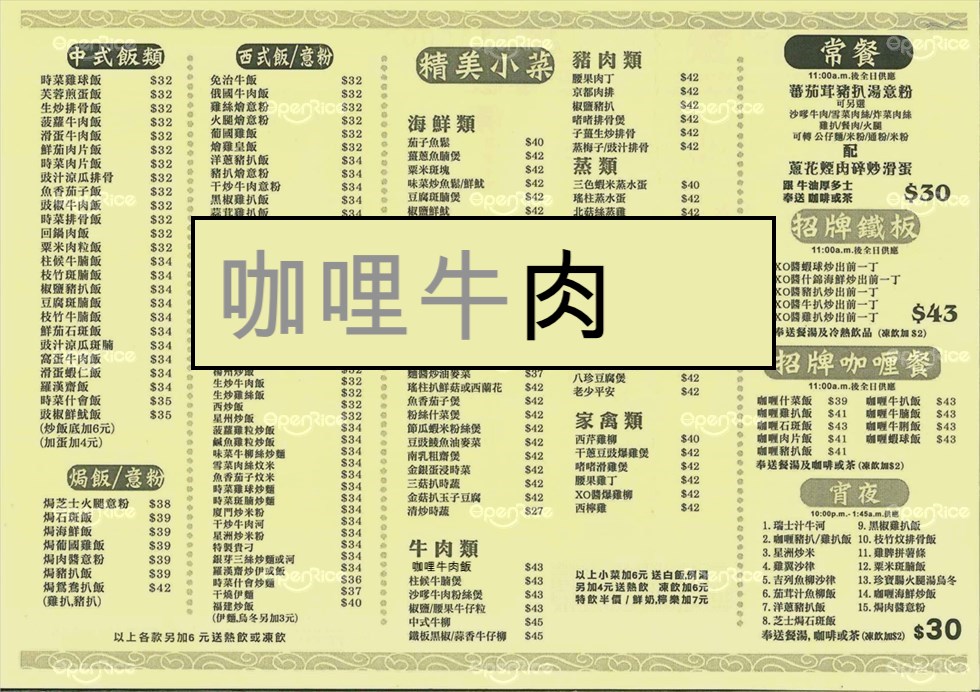 中式飯類
時菜雞球飯 $32
芙蓉煎蛋飯 $32
生炒排骨飯 $32
菠蘿牛肉飯 $32
滑蛋牛肉飯 $32
鮮茄肉片飯 $32
時菜肉片飯 $32
豉汁涼瓜排骨 $32
魚香茄子飯 $32
豉椒牛肉飯 $32
時菜排骨飯 $32
回鍋肉飯 $32
粟米肉粒飯 $32
柱候牛腩飯 $34
枝竹斑腩飯 $34
椒鹽豬扒飯 $34
豆腐斑腩飯 $34
枝竹牛腩飯 $34
鮮茄石斑飯 $34
豉汁涼瓜斑腩 $34
窩蛋牛肉飯 $34
滑蛋蝦仁飯 $34
羅漢齋飯 $34
時菜什會飯 $35
豉椒鮮魷飯 $35
(炒飯底加6元)
(加蛋加4元)
焗飯/意粉
焗芝士火腿意粉 $38
焗石斑飯 $39
焗海鮮飯 $39
焗葡國雞飯 $39
焗肉醬意粉 $39
焗豬扒飯 $39
焗鴛鴦扒飯 $42
(雞扒,豬扒)
西式飯/意粉
免治牛飯 $32
俄國牛肉飯 $32
雞絲燴意粉 $32
火腿燴意粉 $32
葡國雞飯 $32
燴雞皇飯 $32
洋蔥豬扒飯 $34
豬扒燴意粉 $34
干炒牛肉意粉 $34
黑椒雞扒飯 $34
蒜茸雞扒飯 $34
咖哩牛肉
楊州炒飯 $32
生炒牛肉飯 $32
生炒雞絲飯 $32
西炒飯 $32
星州炒飯 $32
菠蘿雞粒炒飯 $34
鹹魚雞粒炒飯 $34
味菜牛柳絲炒麵 $34
雪菜肉絲炆米 $34
魚香茄子炆米 $34
時菜雞球炒麵 $34
時菜斑腩炒麵 $34
廈門炒米粉 $34
干炒牛肉河 $34
星洲炒米粉 $34
特製貴刁 $34
銀芽三絲炒麵或河 $34
羅漢齋炒伊或飯 $34
時菜什會炒麵 $36
干燒伊麵 $37
福建炒飯 $40
(伊麵,烏冬另加3元)
以上各款另加6元送熱飲或凍飲
精美小菜
海鮮類
茄子魚鬆 $40
薑蔥魚腩煲 $42
粟米斑塊 $42
味菜炒魚鬆/鮮魷 $42
豆腐斑腩煲 $42
椒鹽鮮魷 $42
麵醬炒油麥菜 $37
瑤柱扒鮮菇或西蘭花 $42
魚香茄子煲 $42
粉絲什菜煲 $42
節瓜蝦米粉絲煲 $42
豆豉鯪魚油麥菜 $42
南乳粗齋煲 $42
金銀蛋浸時菜 $42
三菇扒時蔬 $42
金菇扒玉子豆腐 $42
清炒時蔬 $27
牛肉類
咖哩牛肉飯 $43
柱候牛腩煲 $43
沙嗲牛肉粉絲煲 $43
椒鹽/腰果牛仔粒 $43
中式牛柳 $45
鐵板黑椒/蒜香牛仔柳 $45
豬肉類
腰果肉丁 $42
京都肉排 $42
椒鹽豬扒 $42
啫啫排骨煲 $42
子薑生炒排骨 $42
蒸梅子/豉汁排骨 $42
蒸類
三色蝦米蒸水蛋 $40
瑤柱蒸水蛋 $42
北菇絲蒸雞 $42
八珍豆腐煲 $42
老少平安 $42
家禽類
西芹雞柳 $40
干蔥豆豉爆雞煲 $42
啫啫滑雞煲 $42
腰果雞丁 $42
XO醬爆雞柳 $42
西檸雞 $42
以上小菜加6元 送白飯,例湯
另加4元送熱飲 凍飲加6元
特飲半價/鮮奶,檸樂加7元
常餐
11:00a.m.後全日供應
蕃茄茸豬扒湯意粉
可另選
沙嗲牛肉/雪菜肉絲/炸菜肉絲
雞扒/餐肉/火腿
可轉 公仔麵/米粉/通粉/米粉
配
蔥花煙肉碎炒滑蛋
跟 牛油厚多士
奉送 咖啡或茶 $30
招牌鐵板
11:00a.m.後全日供應
XO醬蝦球炒出前一丁
XO醬什錦海鮮炒出前一丁
XO醬豬扒炒出前一丁
XO醬牛扒炒出前一丁
XO醬雞扒炒出前一丁 $43
奉送餐湯及冷熱飲品 (凍飲加$2)
招牌咖喱餐
11:00a.m.後全日供應
咖喱什菜飯 $39 咖喱牛扒飯 $43
咖喱雞扒飯 $41 咖喱牛腩飯 $43
咖喱石斑飯 $43 咖喱牛脷飯 $43
咖喱肉片飯 $41 咖喱蝦球飯 $43
咖喱豬扒飯 $41
奉送餐湯及咖啡或茶 (凍飲加$2)
宵夜
10:00p.m.- 1:45a.m.供應
1.瑞士汁牛河 9.黑椒雞扒飯
2.咖喱豬扒/雞扒飯 10.枝竹炆排骨飯
3.星洲炒米 11.雞髀拼薯條
4.雞翼沙律 12.粟米斑腩飯
5.吉列魚柳沙律 13.珍寶腸火腿湯烏冬
6.茄茸汁魚柳飯 14.咖喱海鮮炒飯
7.洋蔥豬扒飯 15.焗肉醬意粉
8.芝士焗石斑飯
奉送餐湯, 咖啡或茶(凍飲加$2) $30